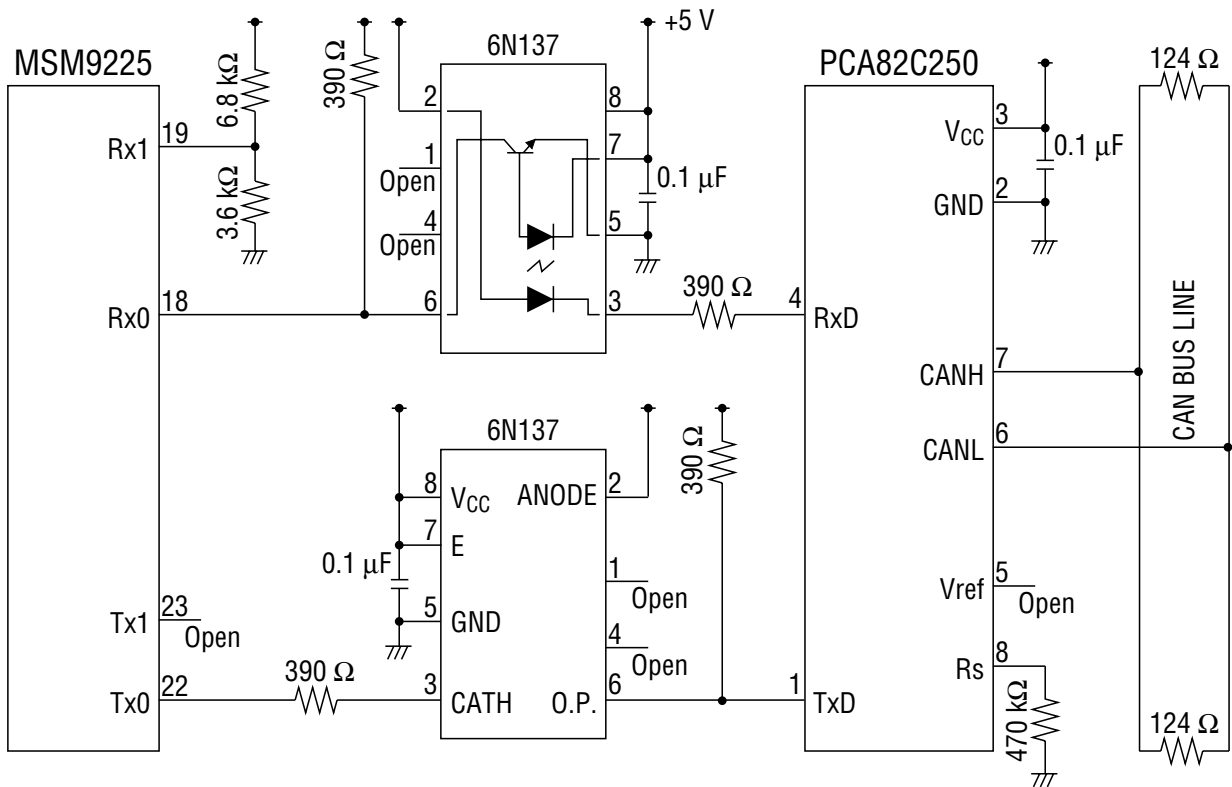 MSM9225
6.8 kΩ
3.6 kΩ
19
Rx1
18
Rx0
23
Tx1
Open
22
Tx0
390 Ω
390 Ω
6N137
+5 V
2
8
7
1
Open
4
Open
0.1 μF
5
6
3
390 Ω
6N137
8
VCC
ANODE
2
7
E
0.1 μF
1
Open
5
GND
4
Open
3
CATH
O.P.
6
390 Ω
PCA82C250
4
RxD
1
TxD
3
VCC
0.1 μF
2
GND
7
CANH
6
CANL
5
Vref
Open
8
Rs
470 kΩ
124 Ω
CAN BUS LINE
124 Ω